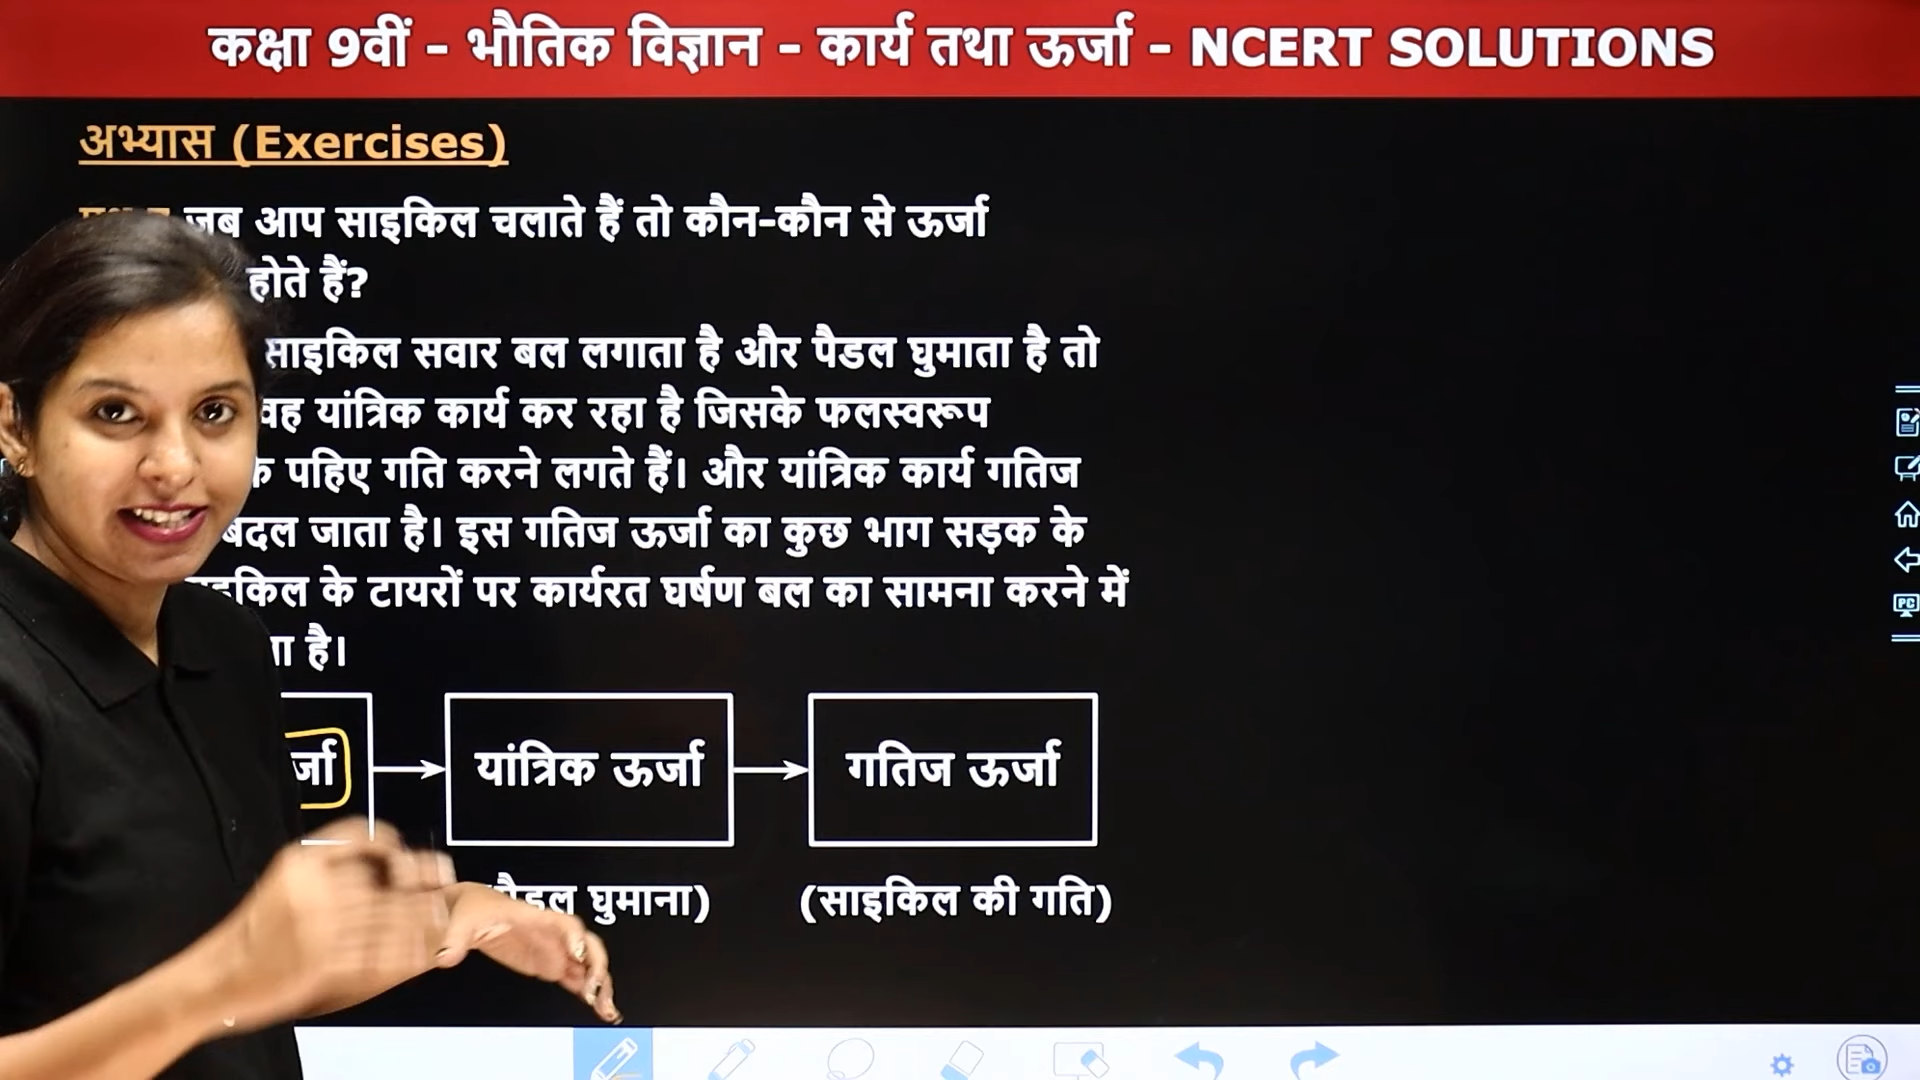 कक्षा 9वीं - भौतिक विज्ञान - कार्य तथा ऊर्जा - NCERT SOLUTIONS
अभ्यास (Exercises)
जब आप साइकिल चलाते हैं तो कौन-कौन से ऊर्जा
होते हैं?
साइकिल सवार बल लगाता है और पैडल घुमाता है तो
वह यांत्रिक कार्य कर रहा है जिसके फलस्वरूप
पहिए गति करने लगते हैं। और यांत्रिक कार्य गतिज
बदल जाता है। इस गतिज ऊर्जा का कुछ भाग सड़क के
के टायरों पर कार्यरत घर्षण बल का सामना करने में
है।
यांत्रिक ऊर्जा
गतिज ऊर्जा
घुमाना)
(साइकिल की गति)
PC